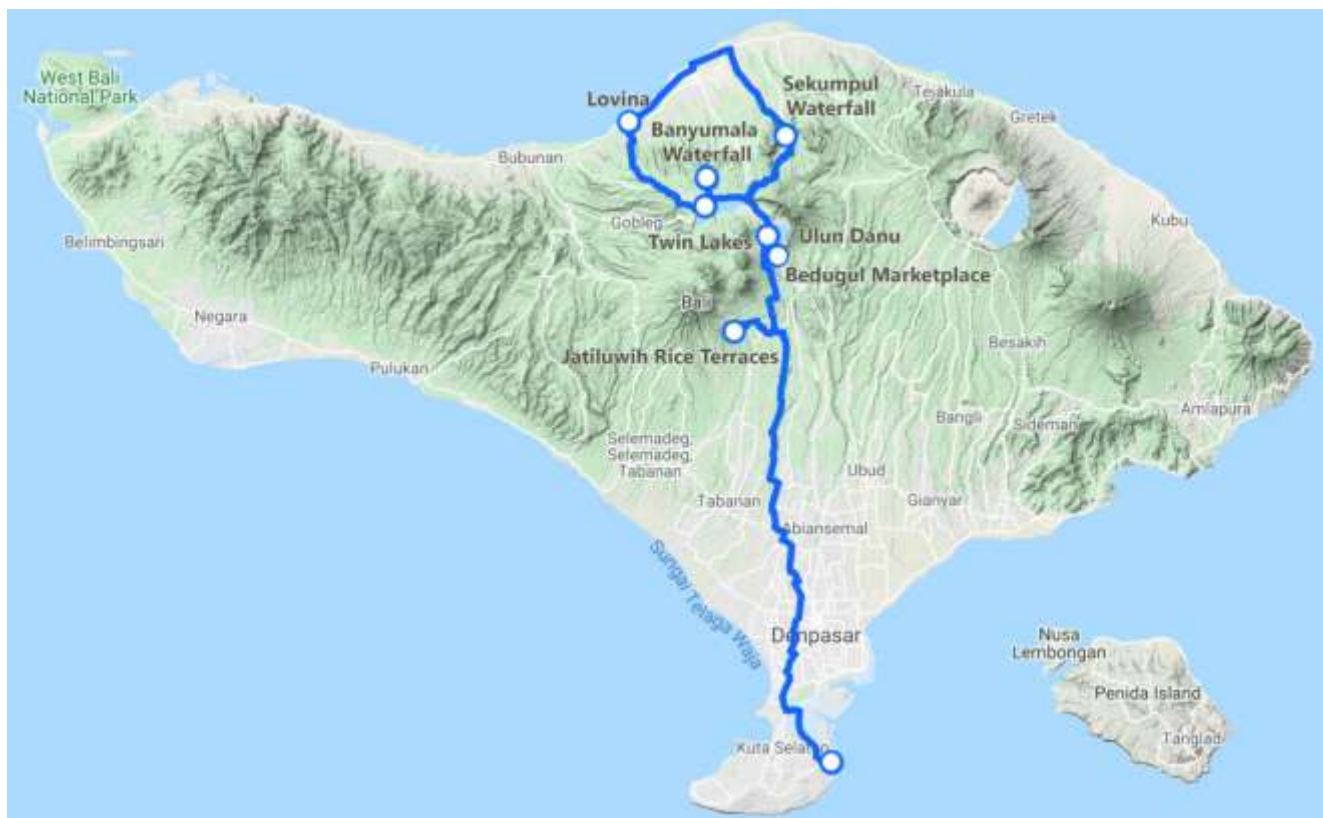 West Bali
National Park
Lovina
Sekumpul
Waterfall
Tejakula
Gretek
Banyumala
Waterfall
Bubunan
Gobleg
Kubu
Belimbingsari
Twin Lakes
Ulun Danu
Bedugul Marketplace
Bali
Negara
Jatiluwih Rice Terraces
Besakih
Pulukan
Amlapura
Bangli
Sideman
Selemadeg,
Selemadeg,
Tabanan
Ubud
Tabanan
Gianyar
Abiansemal
Sungai Telaga Waja
Denpasar
Nusa
Lembongan
Penida Island
Kuta Selatan
Tanglad